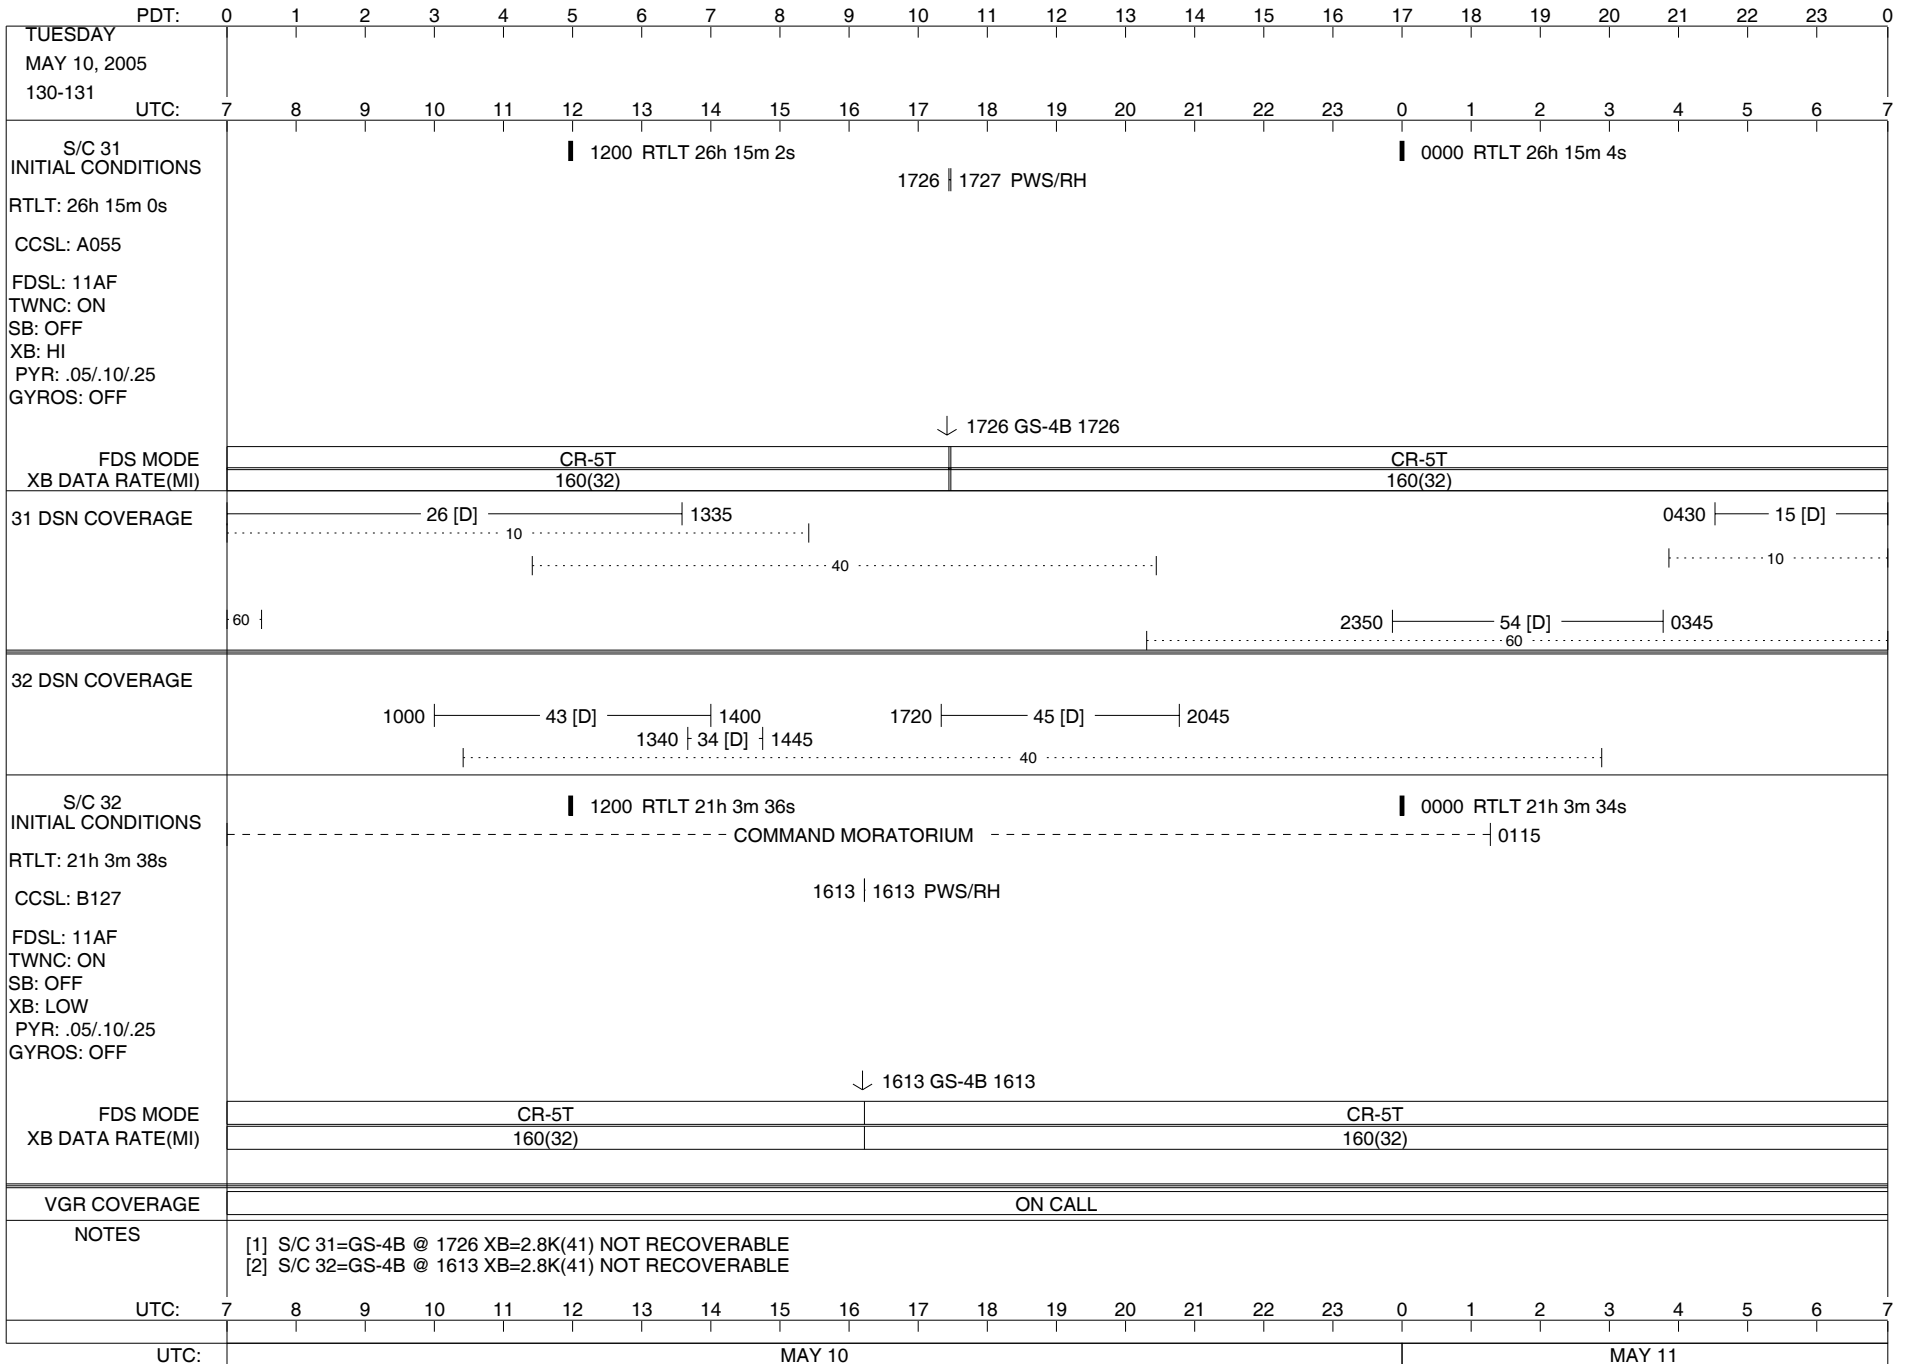 PDT: 0 1 2 3 4 5 6 7 8 9 10 11 12 13 14 15 16 17 18 19 20 21 22 23 0
TUESDAY
MAY 10, 2005
130-131
UTC: 7 8 9 10 11 12 13 14 15 16 17 18 19 20 21 22 23 0 1 2 3 4 5 6 7
S/C 31
INITIAL CONDITIONS
1200 RTLT 26h 15m 2s
0000 RTLT 26h 15m 4s
1726 1727 PWS/RH
RTLT: 26h 15m 0s
CCSL: A055
FDSL: 11AF
TWNC: ON
SB: OFF
XB: HI
PYR: .05/.10/.25
GYROS: OFF
1726 GS-4B 1726
FDS MODE CR-5T CR-5T
XB DATA RATE(MI) 160(32) 160(32)
31 DSN COVERAGE
26 [D] 1335
0430 15 [D]
10
40
10
60
2350 54 [D] 0345
60
32 DSN COVERAGE
1000 43 [D] 1400
1720 45 [D] 2045
1340 34 [D] 1445
40
S/C 32
INITIAL CONDITIONS
1200 RTLT 21h 3m 36s
0000 RTLT 21h 3m 34s
COMMAND MORATORIUM 0115
RTLT: 21h 3m 38s
CCSL: B127
1613 1613 PWS/RH
FDSL: 11AF
TWNC: ON
SB: OFF
XB: LOW
PYR: .05/.10/.25
GYROS: OFF
1613 GS-4B 1613
FDS MODE CR-5T CR-5T
XB DATA RATE(MI) 160(32) 160(32)
VGR COVERAGE ON CALL
NOTES
[1] S/C 31=GS-4B @ 1726 XB=2.8K(41) NOT RECOVERABLE
[2] S/C 32=GS-4B @ 1613 XB=2.8K(41) NOT RECOVERABLE
UTC: 7 8 9 10 11 12 13 14 15 16 17 18 19 20 21 22 23 0 1 2 3 4 5 6 7
UTC: MAY 10 MAY 11